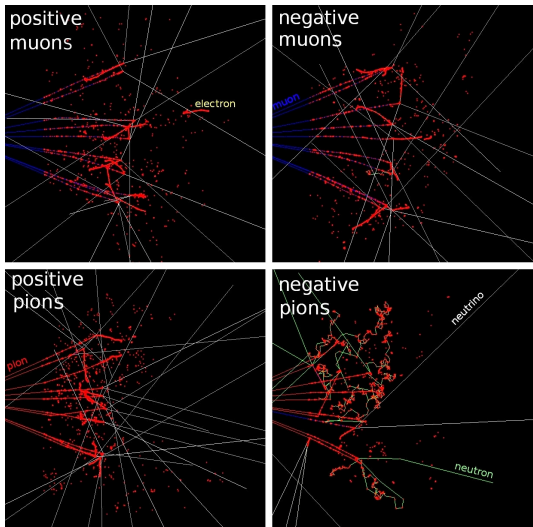 positive
muons
electron
negative
muons
muon
positive
pions
pion
negative
pions
neutrino
neutron